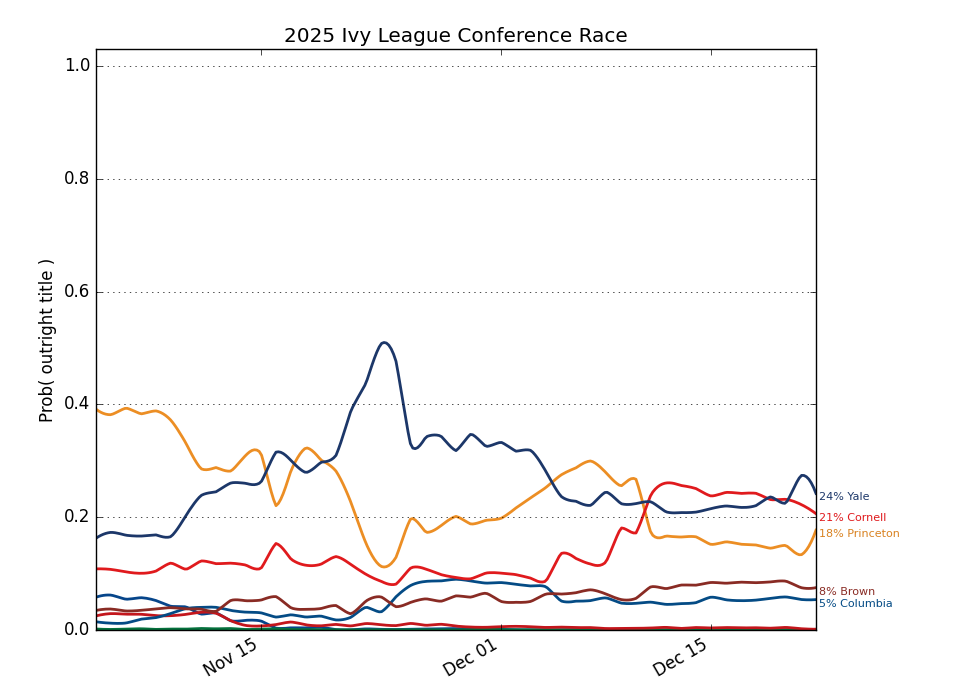 2025 Ivy League Conference Race
Prob( outright title )
1.0
0.8
0.6
0.4
0.2
0.0
24% Yale
21% Cornell
18% Princeton
8% Brown
5% Columbia
Nov 15
Dec 01
Dec 15